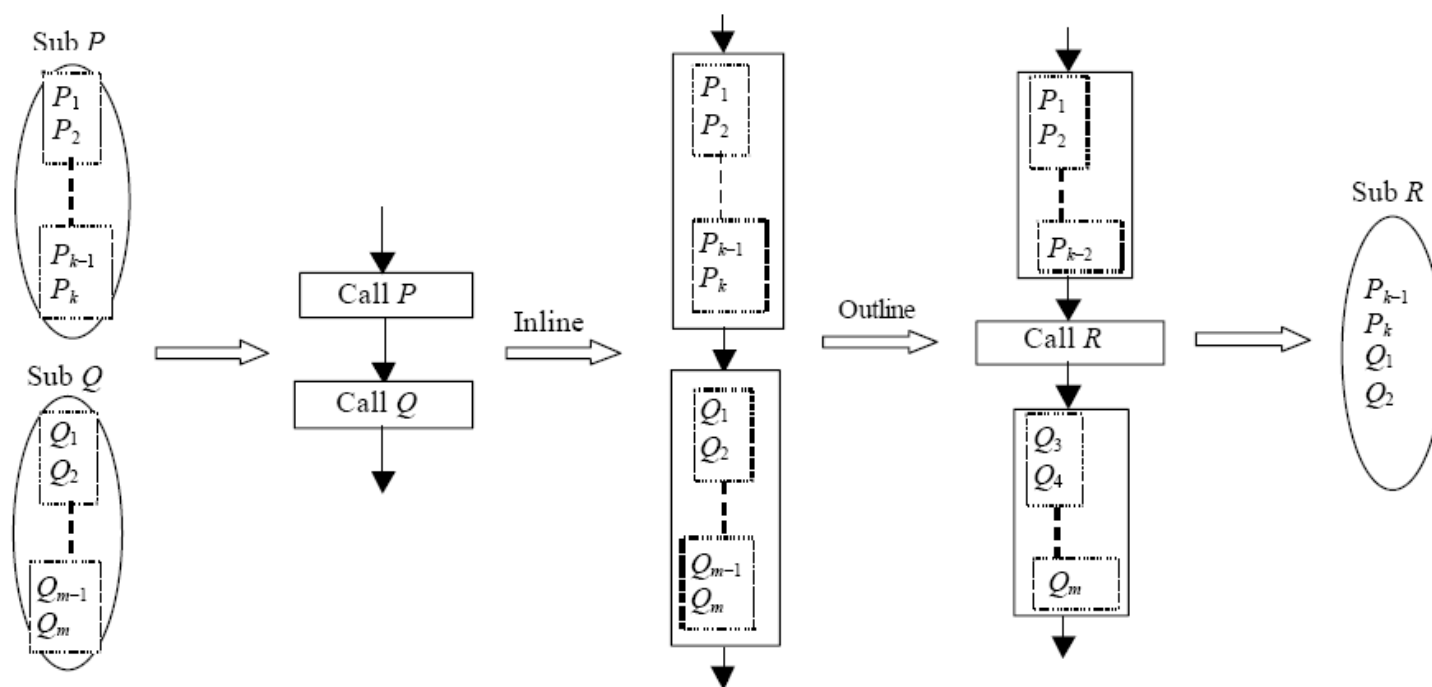 Sub P
P₁
P₂
Pₖ₋₁
Pₖ
Sub Q
Q₁
Q₂
Qₘ₋₁
Qₘ
Call P
Call Q
Inline
P₁
P₂
Pₖ₋₁
Pₖ
Q₁
Q₂
Qₘ₋₁
Qₘ
Outline
P₁
P₂
Pₖ₋₂
Call R
Q₃
Q₄
Qₘ
Sub R
Pₖ₋₁
Pₖ
Q₁
Q₂